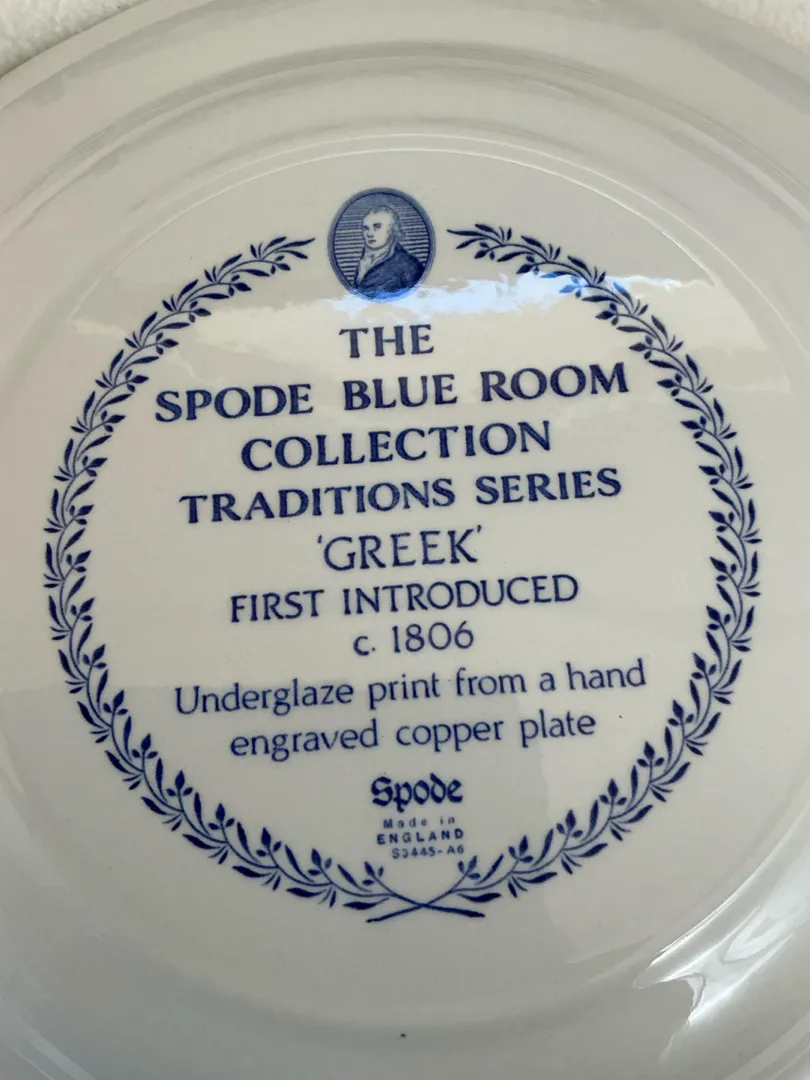 THE
SPODE BLUE ROOM
COLLECTION
TRADITIONS SERIES
'GREEK'
FIRST INTRODUCED
c. 1806
Underglaze print from a hand
engraved copper plate
Spode
Made in
ENGLAND
S3445-A6